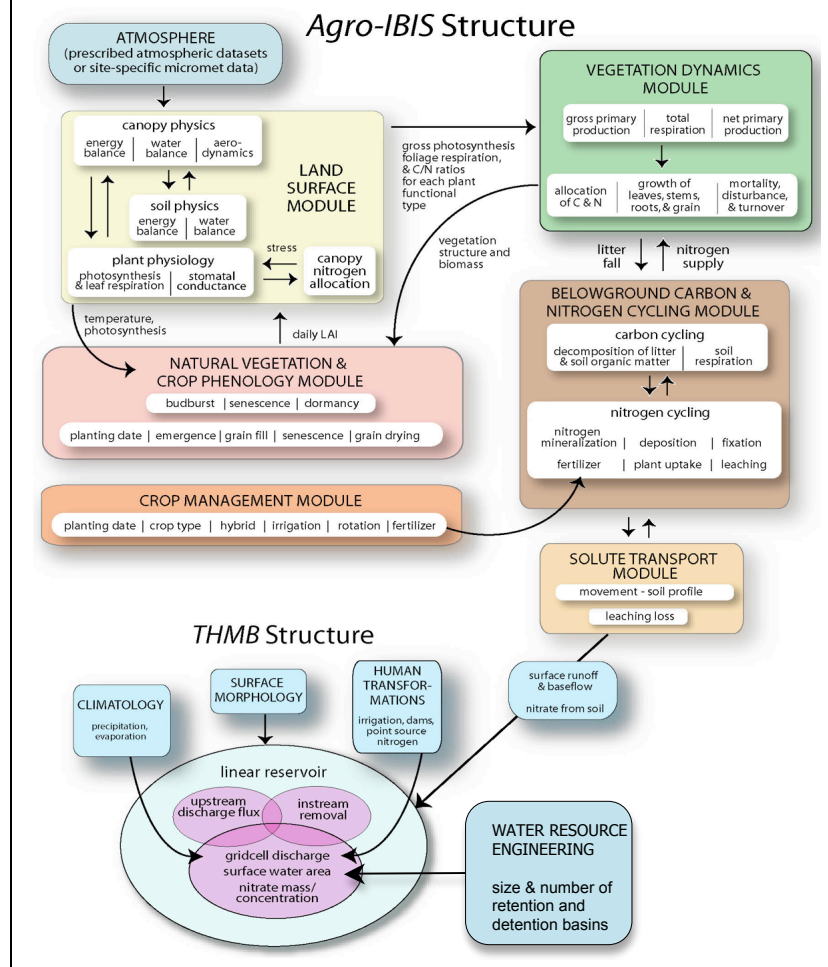 Agro-IBIS Structure
ATMOSPHERE
(prescribed atmospheric datasets
or site-specific micromet data)
canopy physics
energy balance | water balance | aero-dynamics
soil physics
energy balance | water balance
plant physiology
photosynthesis & leaf respiration | stomatal conductance
LAND
SURFACE
MODULE
stress
canopy
nitrogen
allocation
gross photosynthesis
foliage respiration,
& C/N ratios
for each plant
functional
type
VEGETATION DYNAMICS
MODULE
gross primary production | total respiration | net primary production
allocation of C & N | growth of leaves, stems, roots, & grain | mortality, disturbance, & turnover
vegetation
structure and
biomass
litter
fall
nitrogen
supply
temperature,
photosynthesis
daily LAI
NATURAL VEGETATION &
CROP PHENOLOGY MODULE
budburst | senescence | dormancy
planting date | emergence | grain fill | senescence | grain drying
BELOWGROUND CARBON &
NITROGEN CYCLING MODULE
carbon cycling
decomposition of litter & soil organic matter | soil respiration
nitrogen cycling
nitrogen mineralization | deposition | fixation
fertilizer | plant uptake | leaching
CROP MANAGEMENT MODULE
planting date | crop type | hybrid | irrigation | rotation | fertilizer
SOLUTE TRANSPORT
MODULE
movement - soil profile
leaching loss
THMB Structure
CLIMATOLOGY
precipitation,
evaporation
SURFACE
MORPHOLOGY
HUMAN
TRANSFOR-
MATIONS
irrigation, dams,
point source
nitrogen
surface runoff
& baseflow
nitrate from soil
linear reservoir
upstream
discharge flux
instream
removal
gridcell discharge
surface water area
nitrate mass/
concentration
WATER RESOURCE
ENGINEERING
size & number of
retention and
detention basins